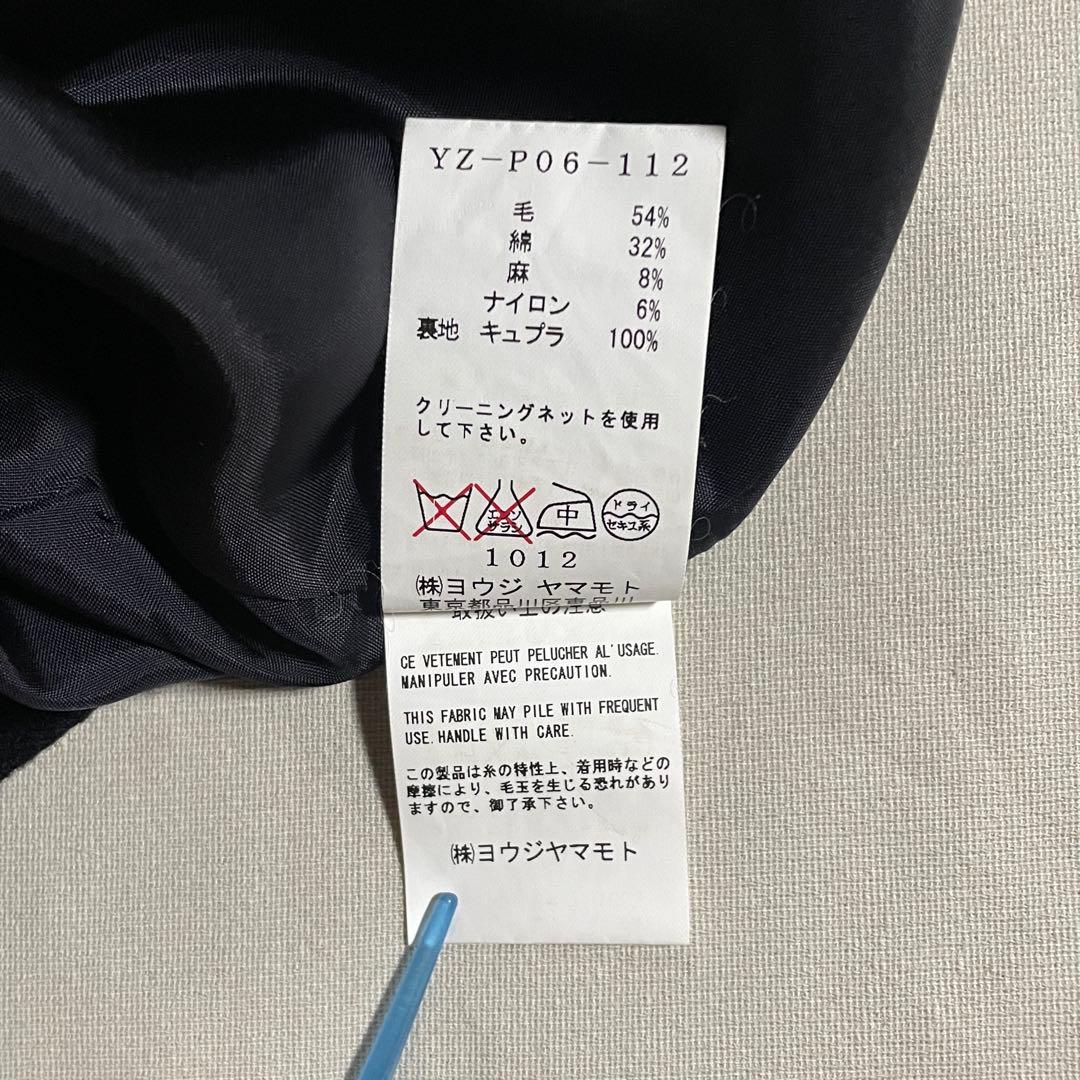 YZ-P06-112
毛 54%
綿 32%
麻 8%
ナイロン 6%
裏地 キュプラ 100%
クリーニングネットを使用
して下さい。
エンソ
サラシ
中
ドライ
セキユ系
1012
㈱ヨウジ ヤマモト
CE VETEMENT PEUT PELUCHER AL'USAGE.
MANIPULER AVEC PRECAUTION.
THIS FABRIC MAY PILE WITH FREQUENT
USE. HANDLE WITH CARE.
この製品は糸の特性上、着用時などの
摩擦により、毛玉を生じる恐れがあり
ますので、御了承下さい。
㈱ヨウジヤマモト